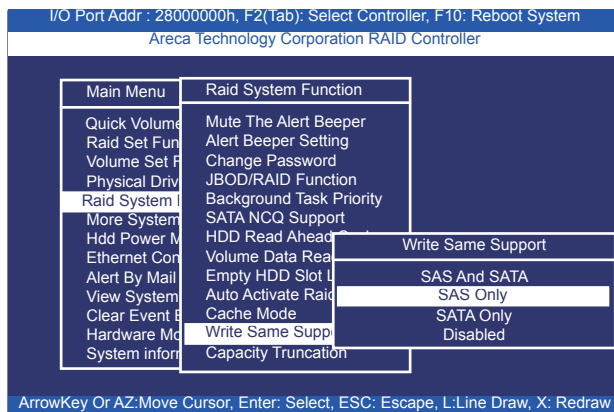 I/O Port Addr : 28000000h, F2(Tab): Select Controller, F10: Reboot System
Areca Technology Corporation RAID Controller
Main Menu
Quick Volume
Raid Set Fun
Volume Set F
Physical Driv
Raid System
More System
Hdd Power M
Ethernet Con
Alert By Mail
View System
Clear Event
Hardware Mo
System inform
Raid System Function
Mute The Alert Beeper
Alert Beeper Setting
Change Password
JBOD/RAID Function
Background Task Priority
SATA NCQ Support
HDD Read Ahead
Volume Data Rea
Empty HDD Slot L
Auto Activate Raid
Cache Mode
Write Same Suppo
Capacity Truncation
Write Same Support
SAS And SATA
SAS Only
SATA Only
Disabled
ArrowKey Or AZ:Move Cursor, Enter: Select, ESC: Escape, L:Line Draw, X: Redraw